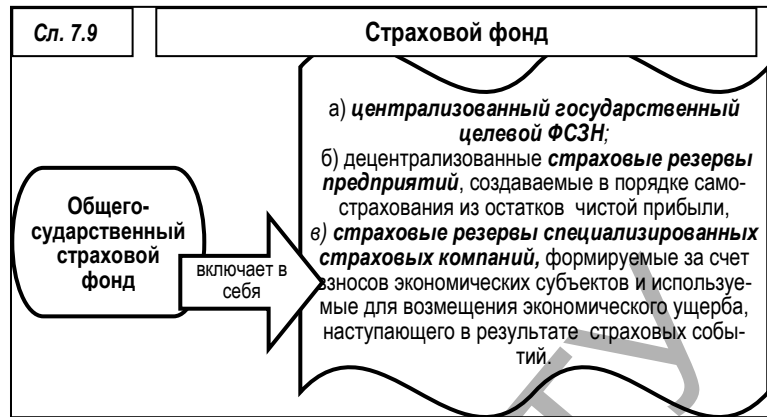 Сл. 7.9
Страховой фонд
а) централизованный государственный
целевой ФСЗН;
б) децентрализованные страховые резервы
предприятий, создаваемые в порядке само-
страхования из остатков чистой прибыли,
в) страховые резервы специализированных
страховых компаний, формируемые за счет
взносов экономических субъектов и используе-
мые для возмещения экономического ущерба,
наступающего в результате страховых собы-
тий.
Общего-
сударственный
страховой
фонд
включает в
себя